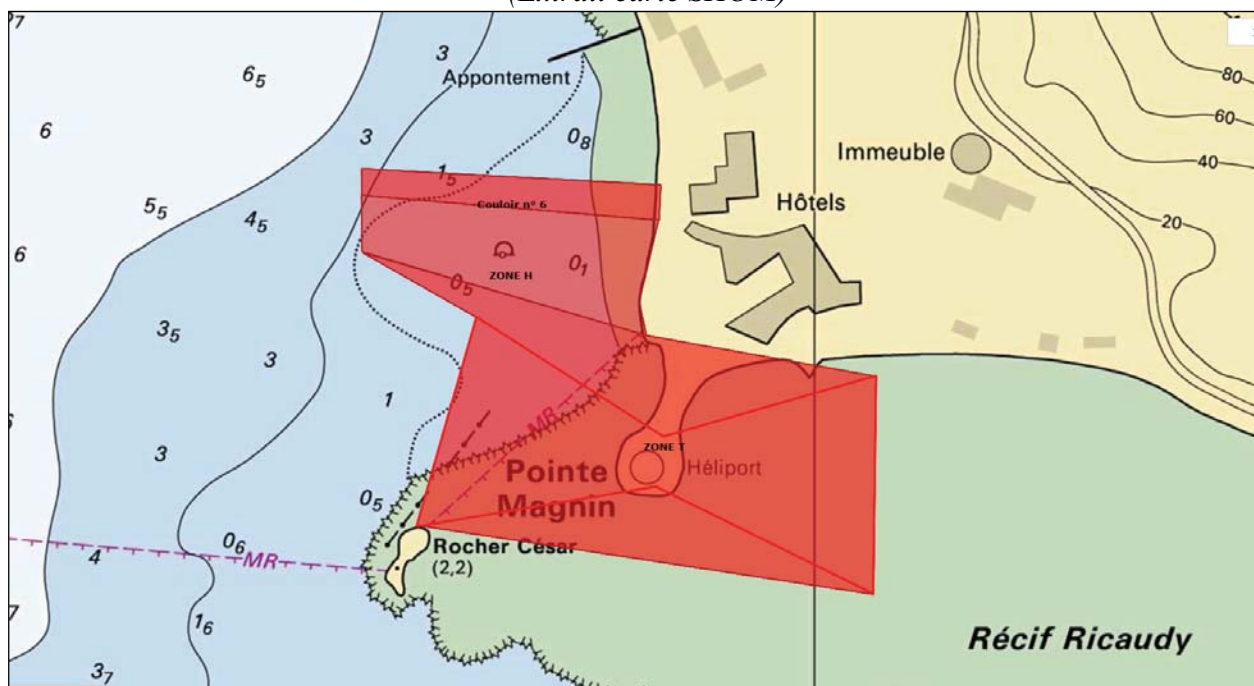 (Extrait carte SHOM)
7
3
6₅
Appontement
80
60
6
3
0₈
Immeuble
40
1₅
5₅
4₅
Couloir n° 6
Hôtels
20
6
ZONE H
0₅
0₁
3₅
3
1
MR
3
ZONE T
Pointe
Magnin
Héliport
0₅
0₆
4
MR
Rocher César
(2,2)
7
1₆
Récif Ricaudy
3₇